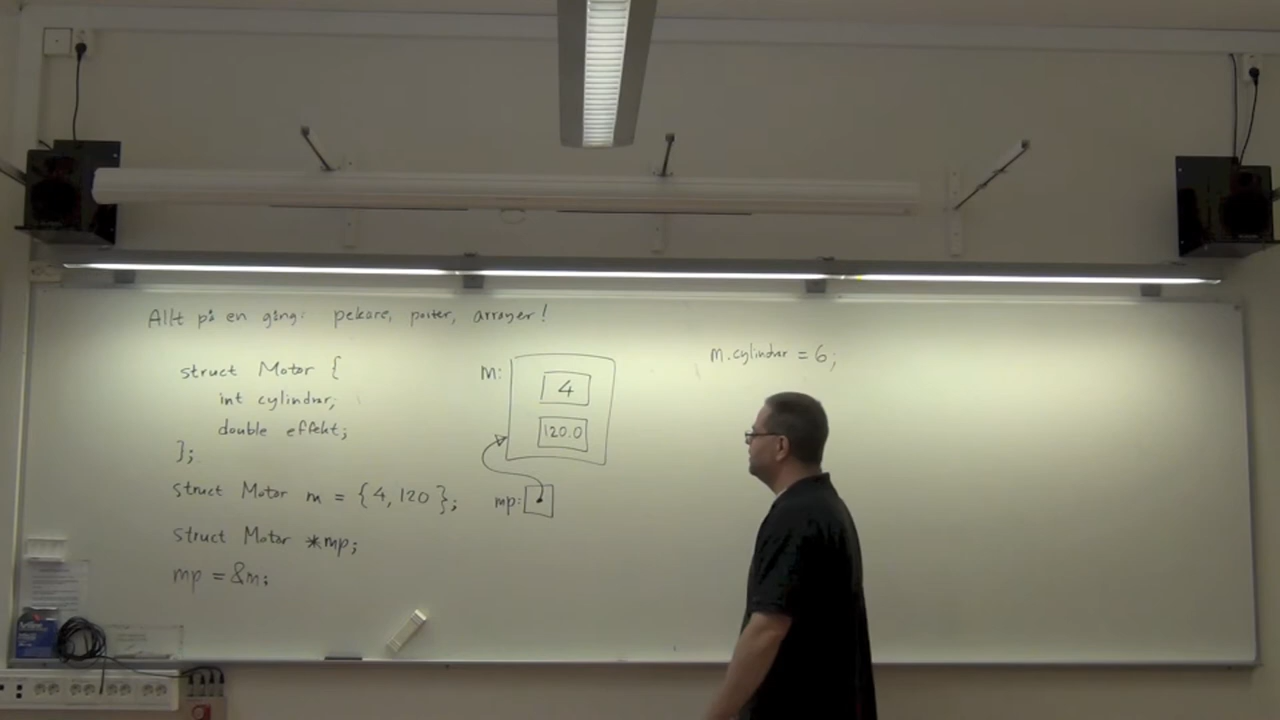 Allt på en gång: pekare, poster, arrayer!
struct Motor {
int cylindrar;
double effekt;
};
struct Motor m = {4, 120};
struct Motor *mp;
mp = &m;
m:
4
120.0
mp:
m.cylindrar = 6;